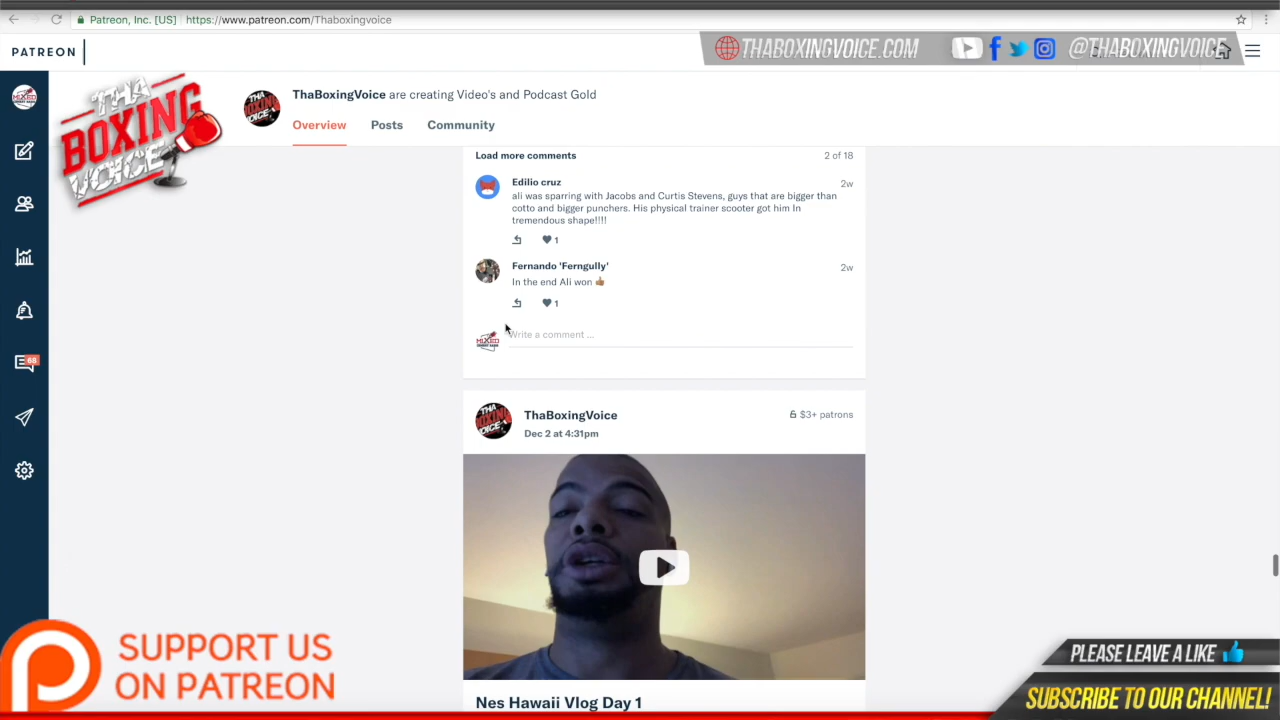 Patreon, Inc. [US]
https://www.patreon.com/Thaboxingvoice
PATREON
THABOXINGVOICE.COM
@THABOXINGVOICE
THA BOXING VOICE
ThaBoxingVoice are creating Video's and Podcast Gold
Overview
Posts
Community
Load more comments
2 of 18
Edilio cruz
2w
ali was sparring with Jacobs and Curtis Stevens, guys that are bigger than
cotto and bigger punchers. His physical trainer scooter got him In
tremendous shape!!!!
1
Fernando 'Ferngully'
2w
In the end Ali won 👍🏽
1
Write a comment ...
68
ThaBoxingVoice
$3+ patrons
Dec 2 at 4:31pm
Nes Hawaii Vlog Day 1
SUPPORT US
ON PATREON
PLEASE LEAVE A LIKE
SUBSCRIBE TO OUR CHANNEL!